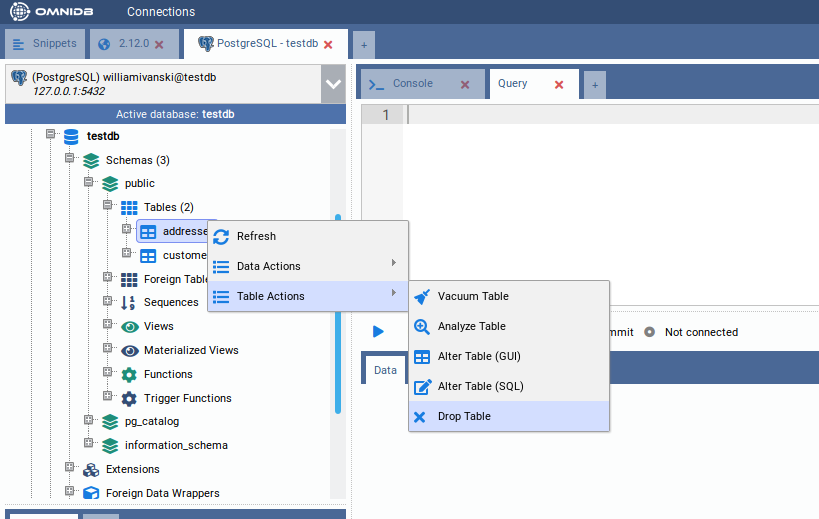 OMNIDB
Connections
Snippets
2.12.0
PostgreSQL - testdb
+
(PostgreSQL) williamivanski@testdb
127.0.0.1:5432
Active database: testdb
Console
Query
+
1
testdb
Schemas (3)
public
Tables (2)
addresse
custome
Foreign Table
Sequences
Views
Materialized Views
Functions
Trigger Functions
pg_catalog
information_schema
Extensions
Foreign Data Wrappers
Refresh
Data Actions
Table Actions
Vacuum Table
Analyze Table
Alter Table (GUI)
Alter Table (SQL)
Drop Table
mmit
Not connected
Data